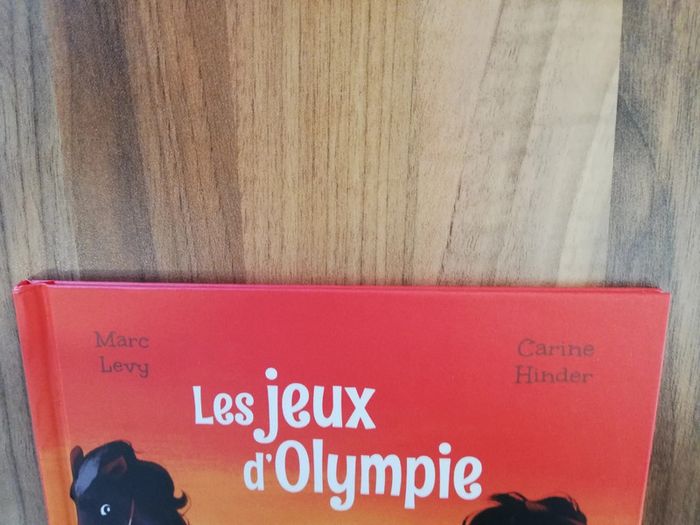 Marc
Levy
Carine
Hinder
Les jeux
d'Olympie